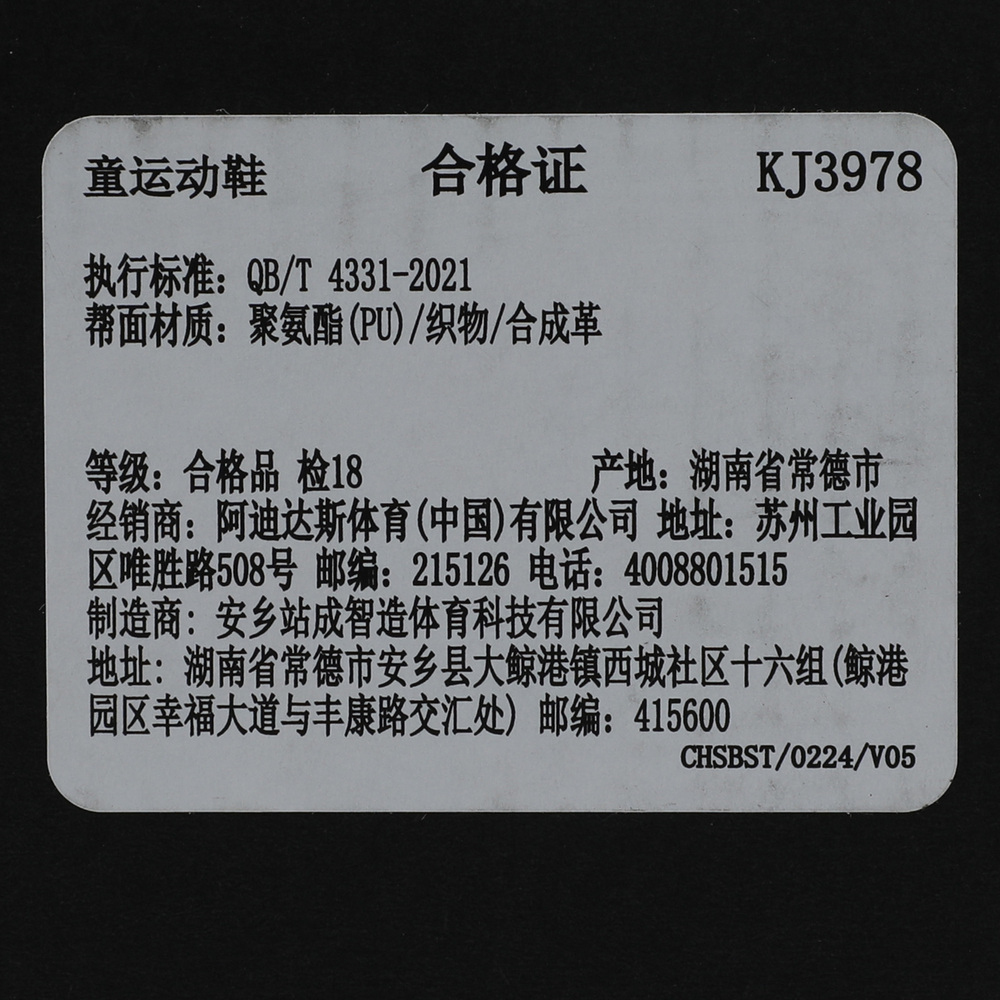 童运动鞋 合格证 KJ3978
执行标准：QB/T 4331-2021
帮面材质：聚氨酯(PU)/织物/合成革
等级：合格品 检18 产地：湖南省常德市
经销商：阿迪达斯体育(中国)有限公司 地址：苏州工业园
区唯胜路508号 邮编：215126 电话：4008801515
制造商：安乡站成智造体育科技有限公司
地址：湖南省常德市安乡县大鲸港镇西城社区十六组(鲸港
园区幸福大道与丰康路交汇处) 邮编：415600
CHSBST/0224/V05